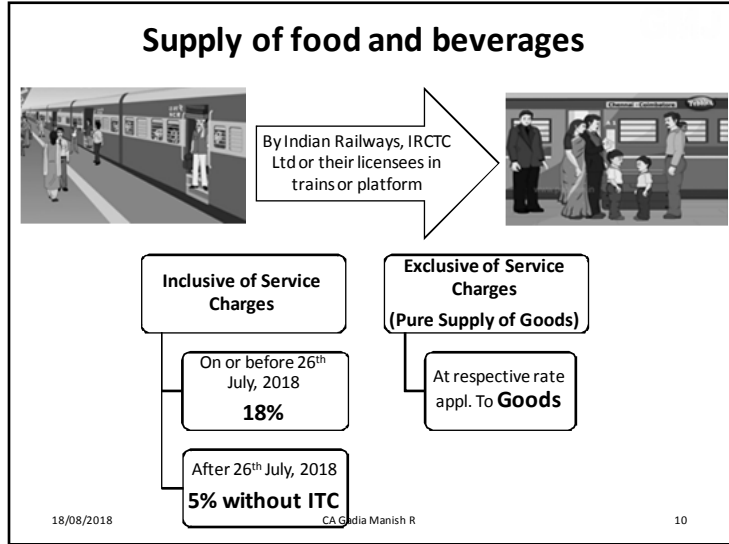 Supply of food and beverages
By Indian Railways, IRCTC
Ltd or their licensees in
trains or platform
Chennai - Coimbatore
Inclusive of Service
Charges
On or before 26th
July, 2018
18%
After 26th July, 2018
5% without ITC
Exclusive of Service
Charges
(Pure Supply of Goods)
At respective rate
appl. To Goods
18/08/2018
CA Gadia Manish R
10